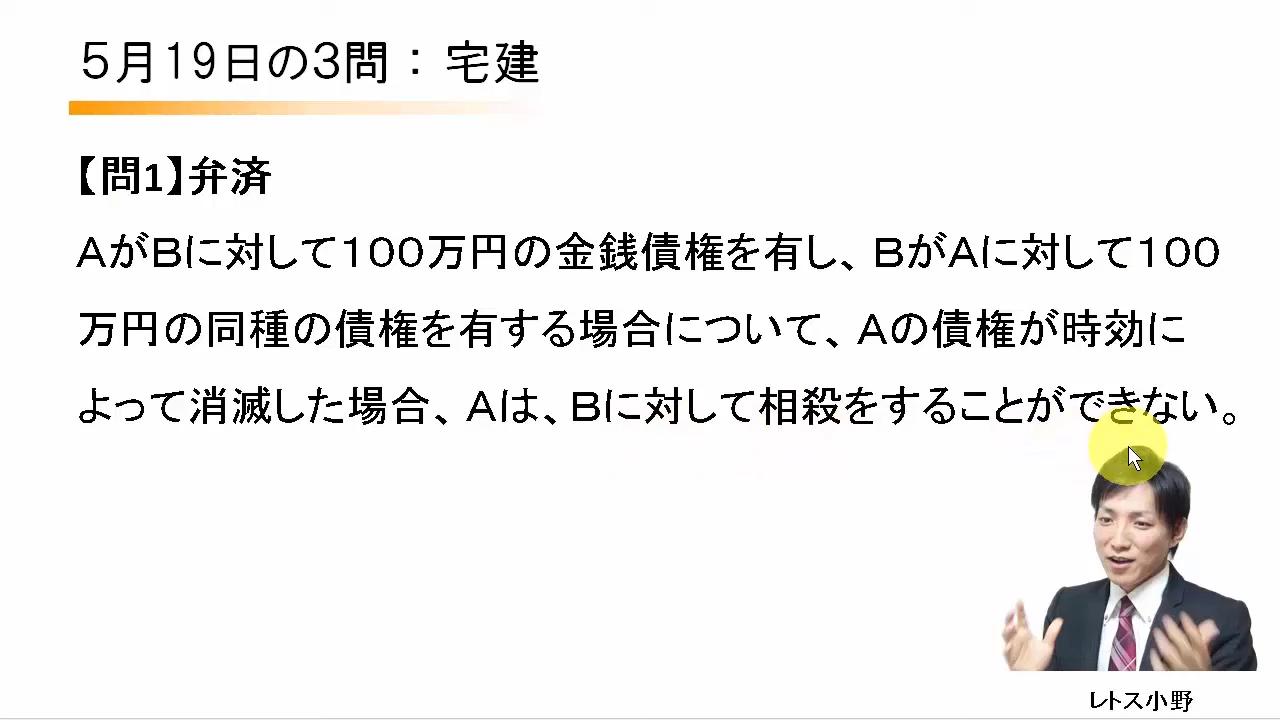 ５月１９日の３問：宅建
【問1】弁済
ＡがＢに対して１００万円の金銭債権を有し、ＢがＡに対して１００
万円の同種の債権を有する場合について、Ａの債権が時効に
よって消滅した場合、Ａは、Ｂに対して相殺をすることができない。
レトス小野